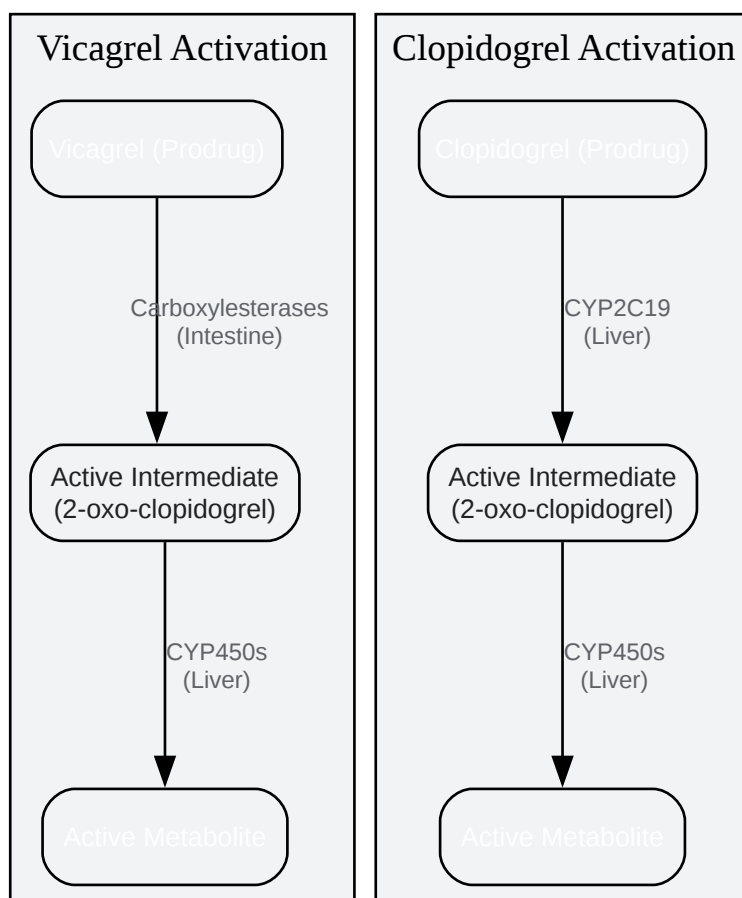 Vicagrel Activation
Vicagrel (Prodrug)
Carboxylesterases
(Intestine)
Active Intermediate
(2-oxo-clopidogrel)
CYP450s
(Liver)
Active Metabolite
Clopidogrel Activation
Clopidogrel (Prodrug)
CYP2C19
(Liver)
Active Intermediate
(2-oxo-clopidogrel)
CYP450s
(Liver)
Active Metabolite